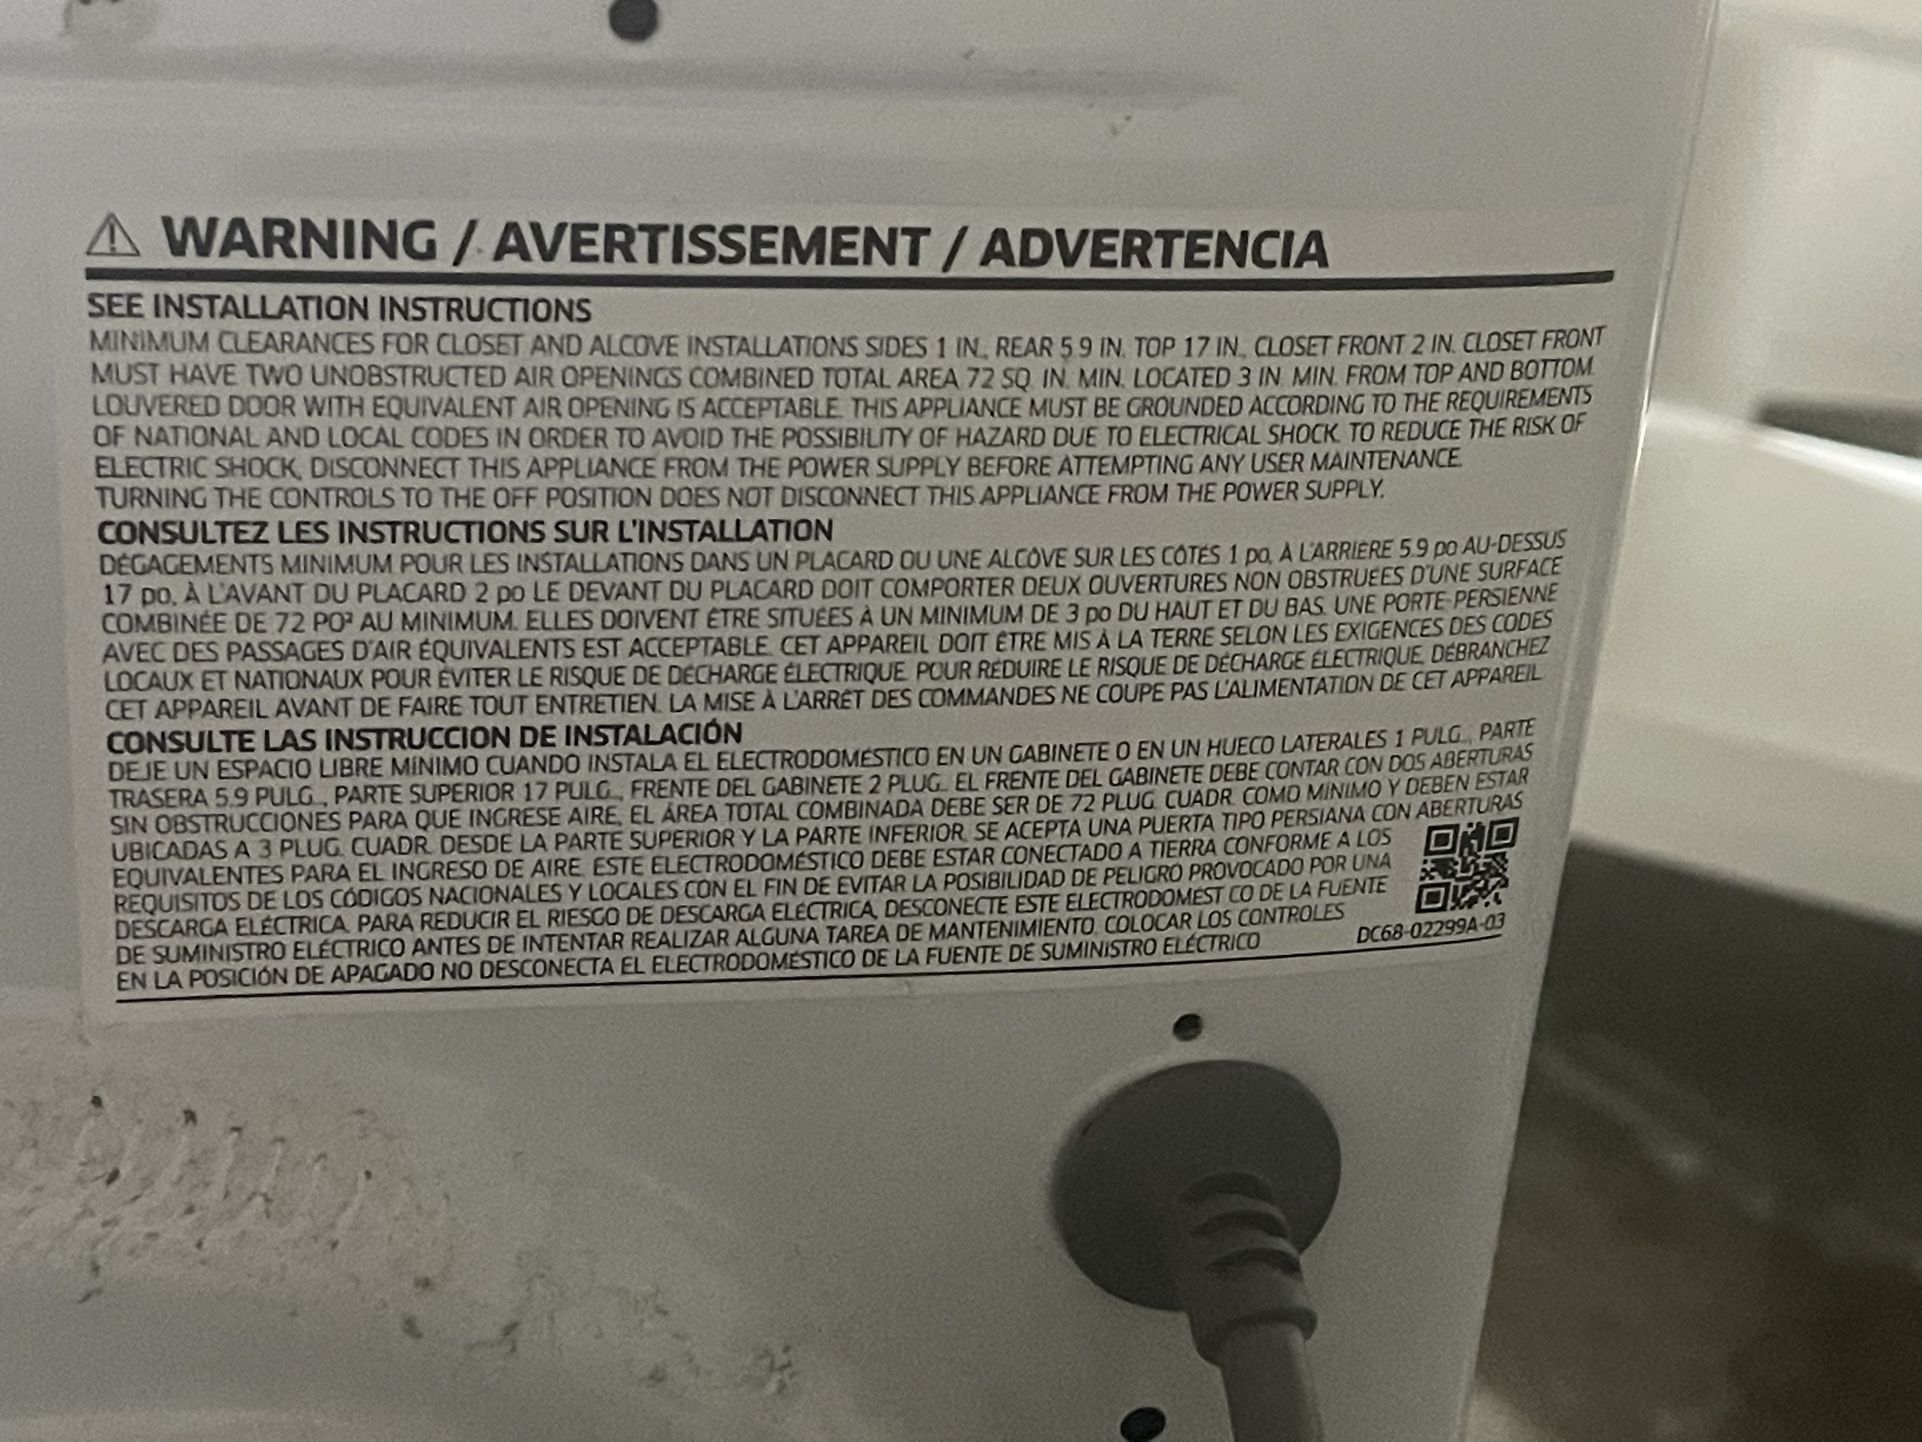 WARNING / AVERTISSEMENT / ADVERTENCIA
SEE INSTALLATION INSTRUCTIONS
MINIMUM CLEARANCES FOR CLOSET AND ALCOVE INSTALLATIONS SIDES 1 IN., REAR 5.9 IN. TOP 17 IN., CLOSET FRONT 2 IN. CLOSET FRONT
MUST HAVE TWO UNOBSTRUCTED AIR OPENINGS COMBINED TOTAL AREA 72 SQ. IN. MIN. LOCATED 3 IN. MIN. FROM TOP AND BOTTOM.
LOUVERED DOOR WITH EQUIVALENT AIR OPENING IS ACCEPTABLE. THIS APPLIANCE MUST BE GROUNDED ACCORDING TO THE REQUIREMENTS
OF NATIONAL AND LOCAL CODES IN ORDER TO AVOID THE POSSIBILITY OF HAZARD DUE TO ELECTRICAL SHOCK. TO REDUCE THE RISK OF
ELECTRIC SHOCK, DISCONNECT THIS APPLIANCE FROM THE POWER SUPPLY BEFORE ATTEMPTING ANY USER MAINTENANCE.
TURNING THE CONTROLS TO THE OFF POSITION DOES NOT DISCONNECT THIS APPLIANCE FROM THE POWER SUPPLY.
CONSULTEZ LES INSTRUCTIONS SUR L'INSTALLATION
DÉGAGEMENTS MINIMUM POUR LES INSTALLATIONS DANS UN PLACARD OU UNE ALCÔVE SUR LES CÔTÉS 1 po, À L'ARRIÈRE 5.9 po AU-DESSUS
17 po, À L'AVANT DU PLACARD 2 po LE DEVANT DU PLACARD DOIT COMPORTER DEUX OUVERTURES NON OBSTRUÉES D'UNE SURFACE
COMBINÉE DE 72 PO² AU MINIMUM. ELLES DOIVENT ÊTRE SITUÉES À UN MINIMUM DE 3 po DU HAUT ET DU BAS. UNE PORTE-PERSIENNE
AVEC DES PASSAGES D'AIR ÉQUIVALENTS EST ACCEPTABLE. CET APPAREIL DOIT ÊTRE MIS À LA TERRE SELON LES EXIGENCES DES CODES
LOCAUX ET NATIONAUX POUR ÉVITER LE RISQUE DE DÉCHARGE ÉLECTRIQUE. POUR RÉDUIRE LE RISQUE DE DÉCHARGE ÉLECTRIQUE, DÉBRANCHEZ
CET APPAREIL AVANT DE FAIRE TOUT ENTRETIEN. LA MISE À L'ARRÊT DES COMMANDES NE COUPE PAS L'ALIMENTATION DE CET APPAREIL
CONSULTE LAS INSTRUCCION DE INSTALACIÓN
DEJE UN ESPACIO LIBRE MÍNIMO CUANDO INSTALA EL ELECTRODOMÉSTICO EN UN GABINETE O EN UN HUECO LATERALES 1 PULG., PARTE
TRASERA 5.9 PULG., PARTE SUPERIOR 17 PULG., FRENTE DEL GABINETE 2 PLUG. EL FRENTE DEL GABINETE DEBE CONTAR CON DOS ABERTURAS
SIN OBSTRUCCIONES PARA QUE INGRESE AIRE, EL ÁREA TOTAL COMBINADA DEBE SER DE 72 PLUG. CUADR. COMO MÍNIMO Y DEBEN ESTAR
UBICADAS A 3 PLUG. CUADR. DESDE LA PARTE SUPERIOR Y LA PARTE INFERIOR. SE ACEPTA UNA PUERTA TIPO PERSIANA CON ABERTURAS
EQUIVALENTES PARA EL INGRESO DE AIRE. ESTE ELECTRODOMÉSTICO DEBE ESTAR CONECTADO A TIERRA CONFORME A LOS
REQUISITOS DE LOS CÓDIGOS NACIONALES Y LOCALES CON EL FIN DE EVITAR LA POSIBILIDAD DE PELIGRO PROVOCADO POR UNA
DESCARGA ELÉCTRICA. PARA REDUCIR EL RIESGO DE DESCARGA ELÉCTRICA, DESCONECTE ESTE ELECTRODOMÉST CO DE LA FUENTE
DE SUMINISTRO ELÉCTRICO ANTES DE INTENTAR REALIZAR ALGUNA TAREA DE MANTENIMIENTO. COLOCAR LOS CONTROLES
EN LA POSICIÓN DE APAGADO NO DESCONECTA EL ELECTRODOMÉSTICO DE LA FUENTE DE SUMINISTRO ELÉCTRICO
DC68-02299A-03